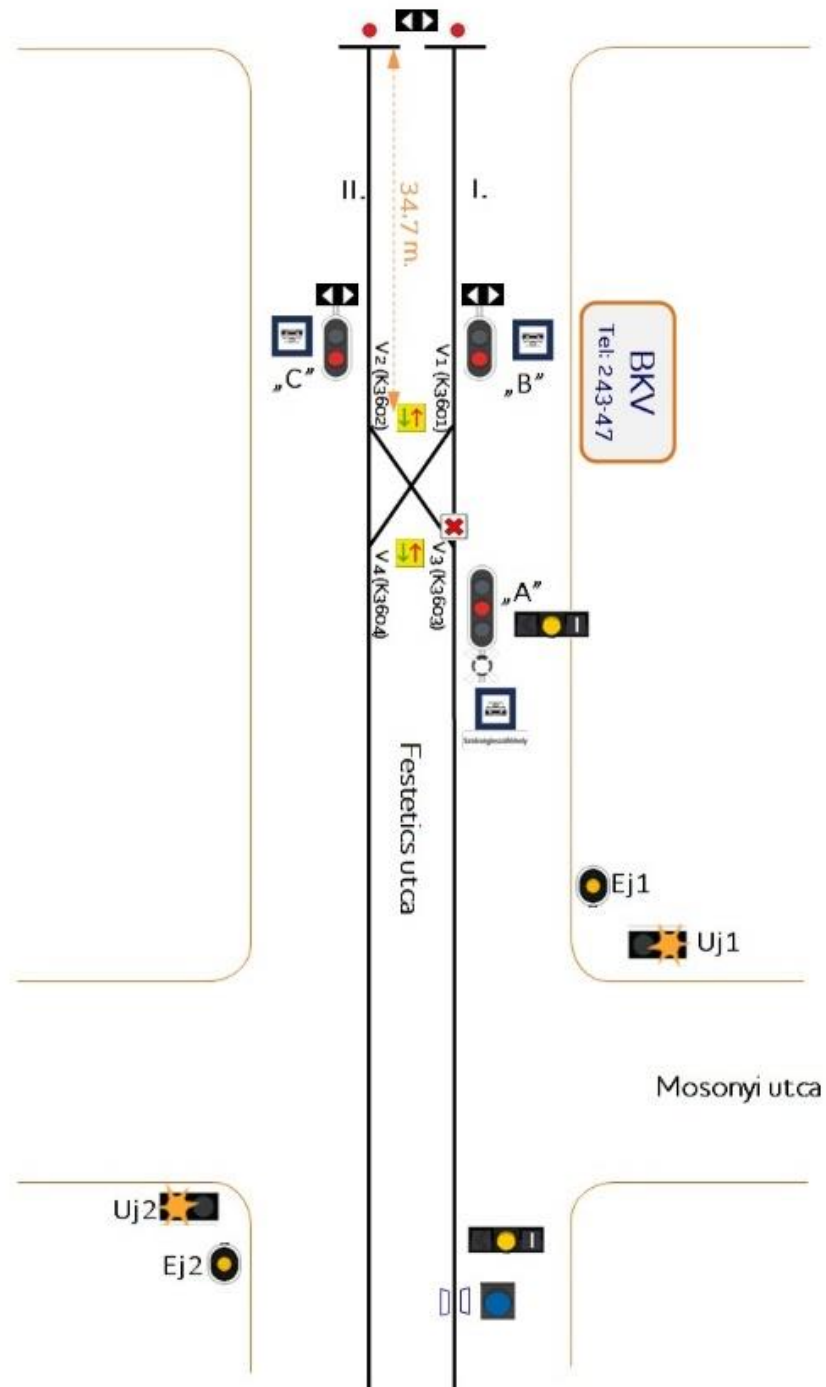 II.
34,7 m.
I.
„C”
V2 (K3602)
V1 (K3601)
„B”
BKV
Tel: 243-47
V4 (K3604)
V3 (K3603)
„A”
Festetics utca
Ej1
Uj1
Mosonyi utca
Uj2
Ej2